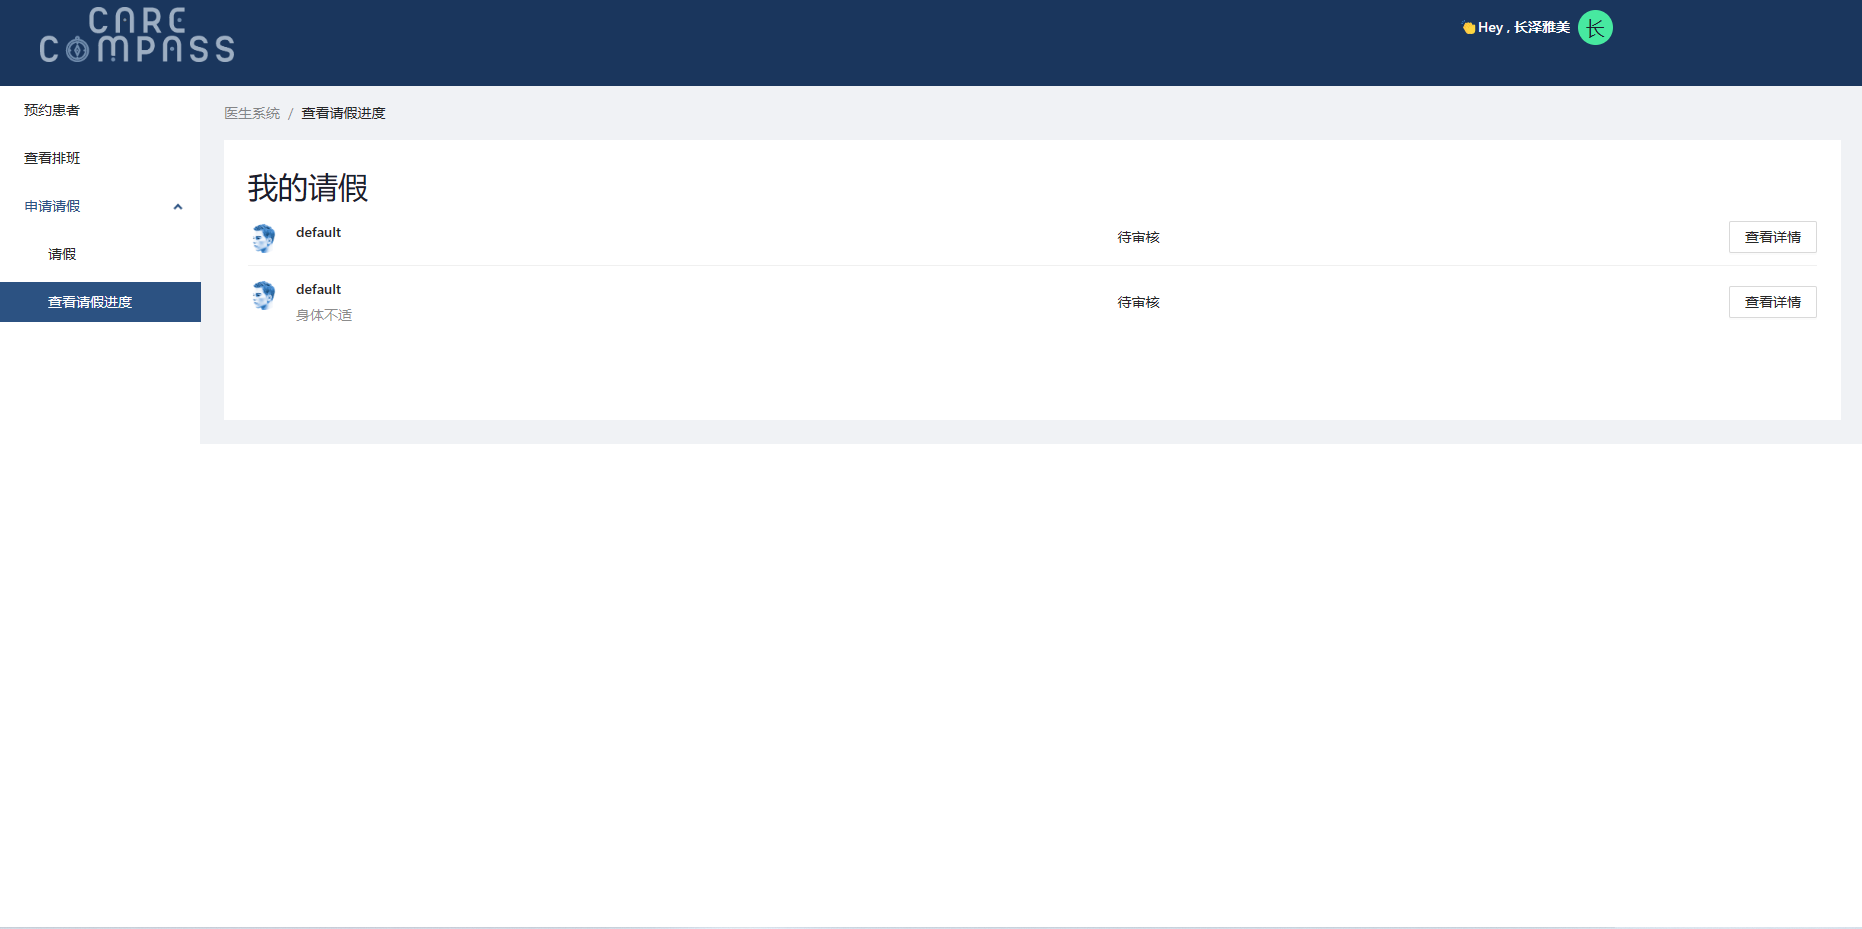 CARE
COMPASS
👏Hey , 长泽雅美 长
预约患者
查看排班
申请请假
请假
查看请假进度
医生系统 / 查看请假进度
我的请假
default 待审核 查看详情
default 待审核 查看详情
身体不适